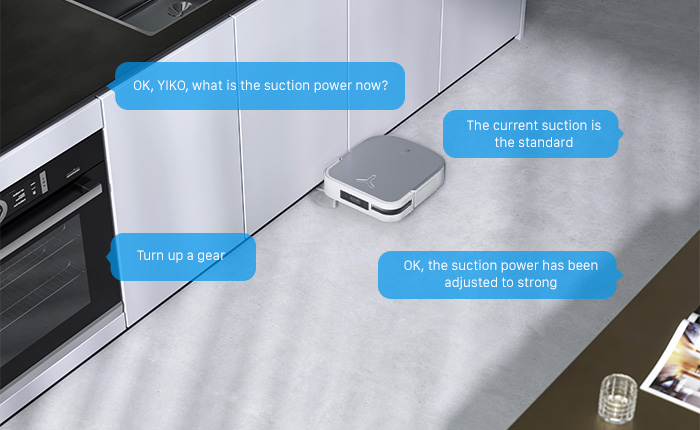 OK, YIKO, what is the suction power now?
The current suction is
the standard
Turn up a gear
OK, the suction power has been
adjusted to strong